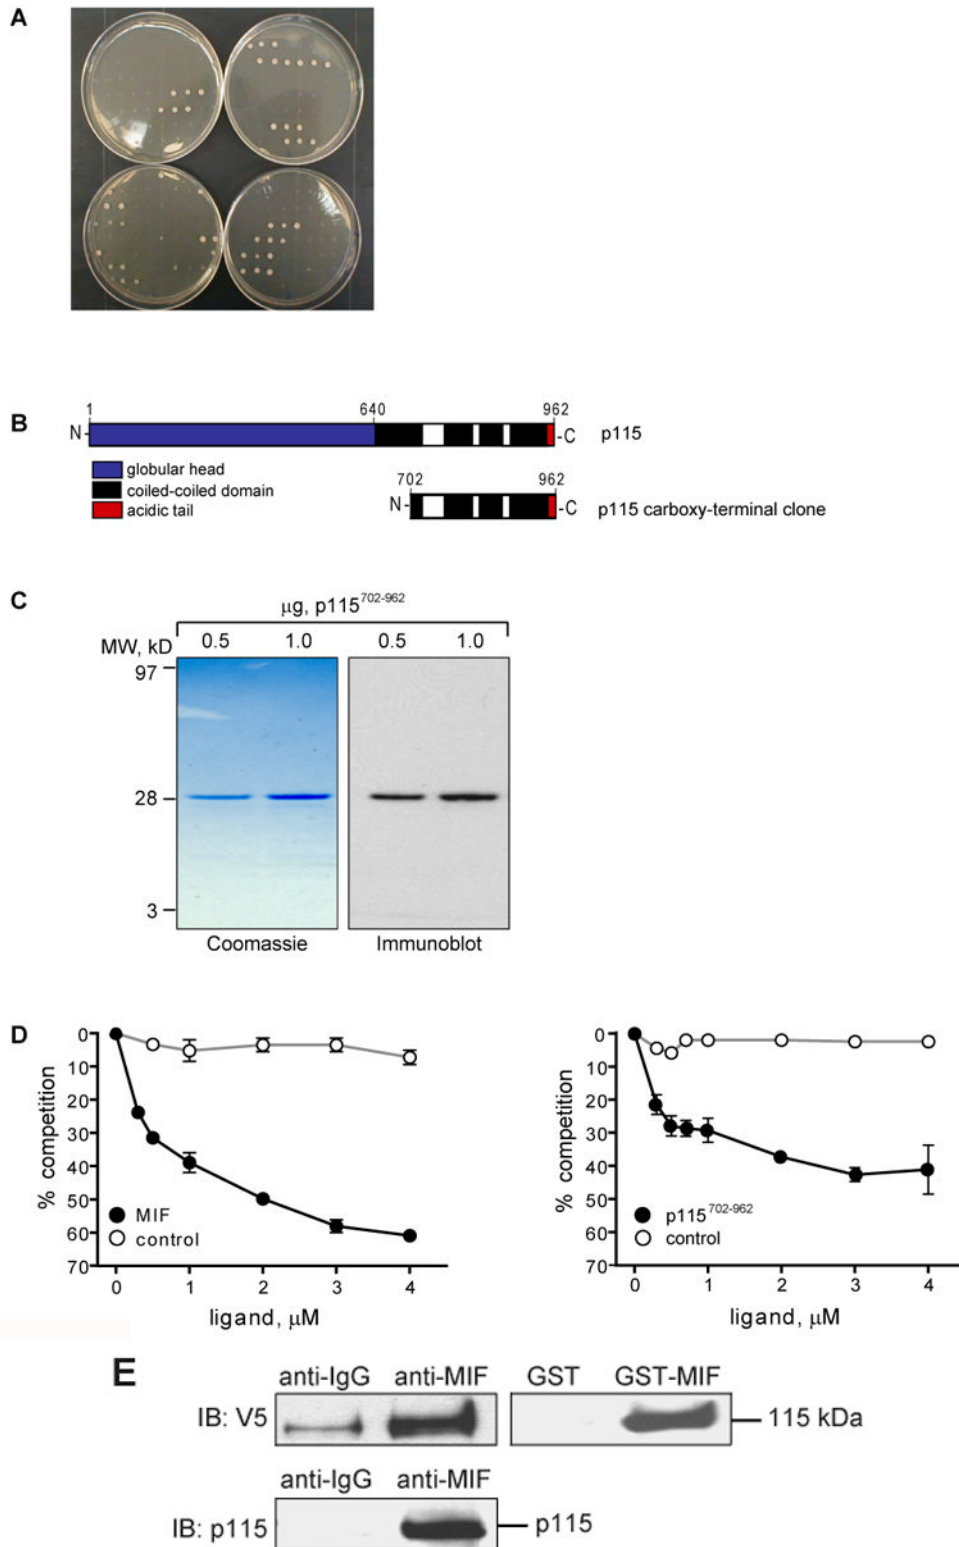 A
B
1 640 962
N- -C p115
globular head
coiled-coiled domain
acidic tail
702 962
N- -C p115 carboxy-terminal clone
C
μg, p115702-962
MW, kD 0.5 1.0 0.5 1.0
97
28
3
Coomassie Immunoblot
D
0
10
20
30
40
50
60
70
% competition
MIF
control
0 1 2 3 4
ligand, μM
0
10
20
30
40
50
60
70
% competition
p115702-962
control
0 1 2 3 4
ligand, μM
E
anti-IgG anti-MIF GST GST-MIF
IB: V5 115 kDa
anti-IgG anti-MIF
IB: p115 p115